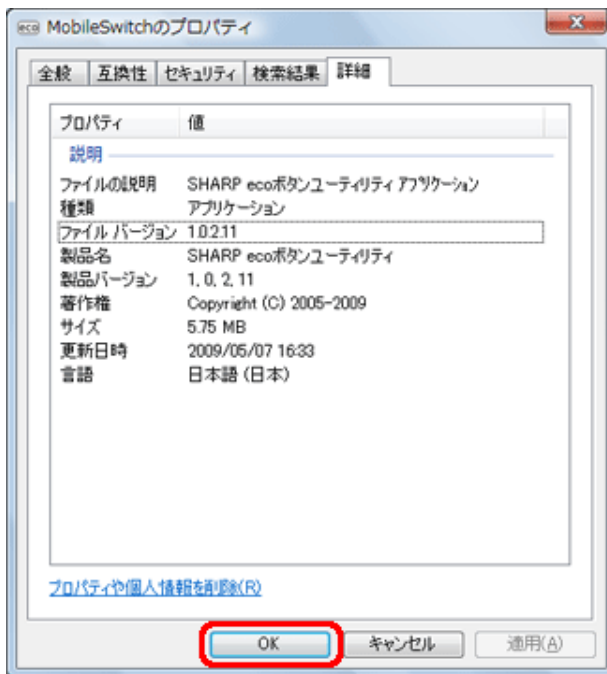 eco MobileSwitchのプロパティ
全般 互換性 セキュリティ 検索結果 詳細
プロパティ 値
説明
ファイルの説明 SHARP ecoボタンユーティリティ アプリケーション
種類 アプリケーション
ファイル バージョン 1.0.2.11
製品名 SHARP ecoボタンユーティリティ
製品バージョン 1, 0, 2, 11
著作権 Copyright (C) 2005-2009
サイズ 5.75 MB
更新日時 2009/05/07 16:33
言語 日本語 (日本)
プロパティや個人情報を削除(R)
OK キャンセル 適用(A)